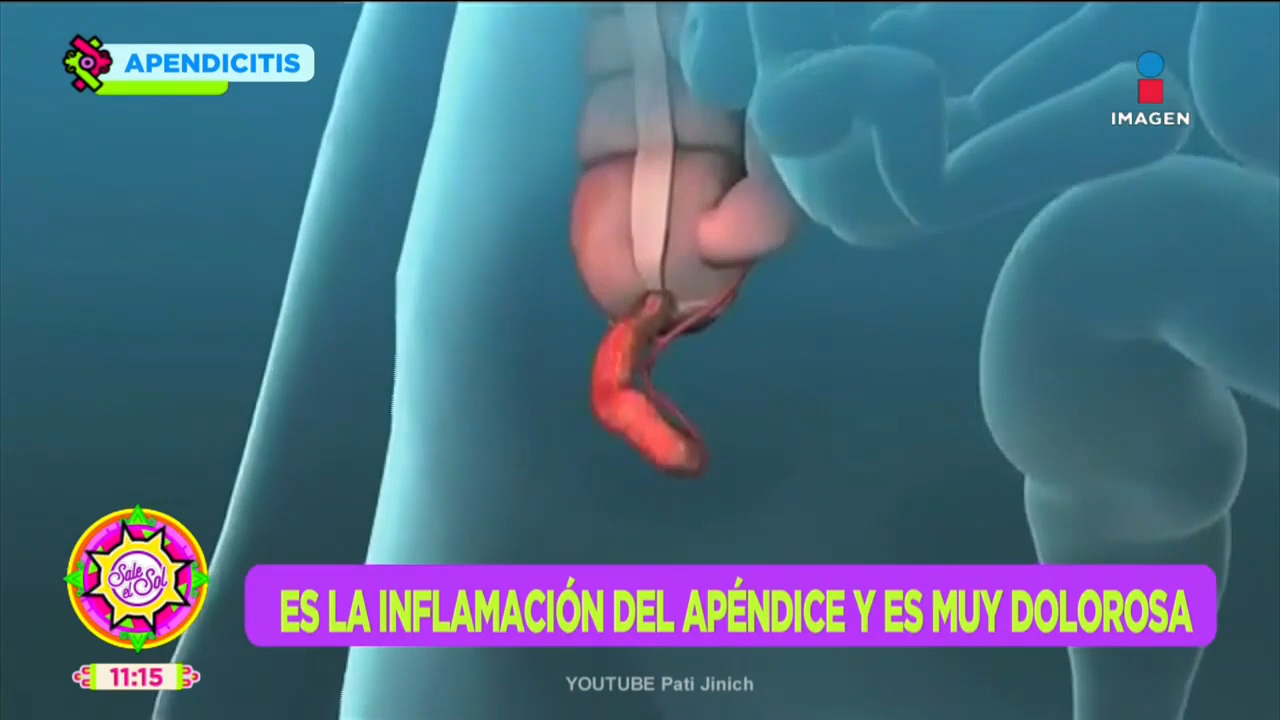 APENDICITIS
IMAGEN
Sale
el Sol
ES LA INFLAMACIÓN DEL APÉNDICE Y ES MUY DOLOROSA
11:15
YOUTUBE Pati Jinich